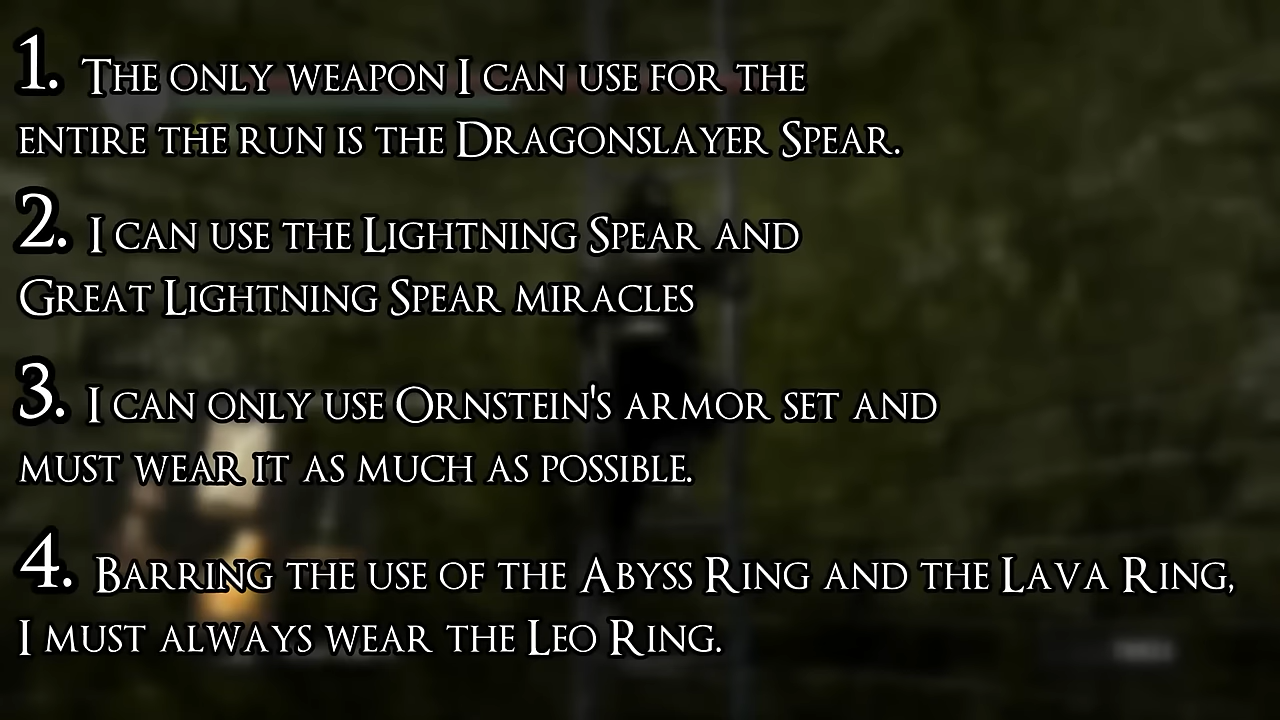 1. The only weapon I can use for the
entire the run is the Dragonslayer Spear.
2. I can use the Lightning Spear and
Great Lightning Spear miracles
3. I can only use Ornstein's armor set and
must wear it as much as possible.
4. Barring the use of the Abyss Ring and the Lava Ring,
I must always wear the Leo Ring.